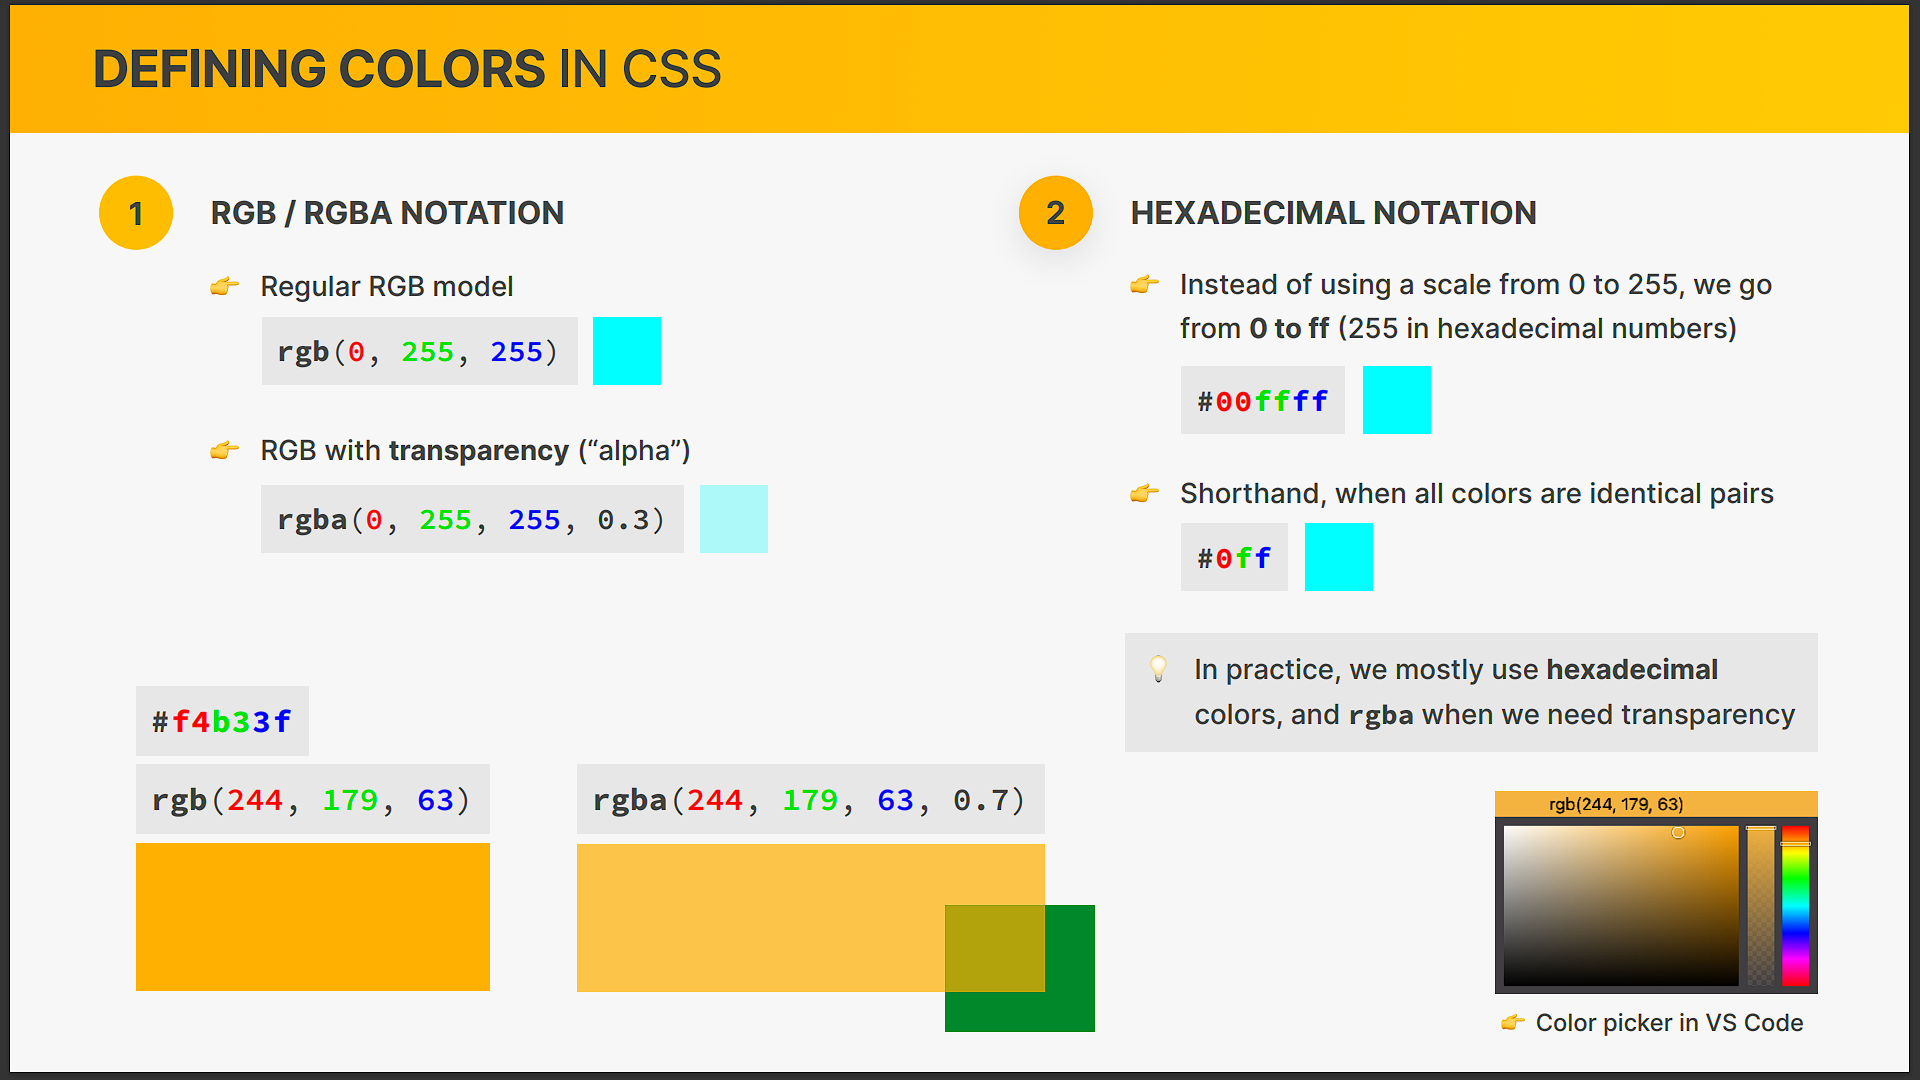 DEFINING COLORS IN CSS
1
RGB / RGBA NOTATION
👉 Regular RGB model
rgb(0, 255, 255)
👉 RGB with transparency (“alpha”)
rgba(0, 255, 255, 0.3)
#f4b33f
rgb(244, 179, 63)
rgba(244, 179, 63, 0.7)
2
HEXADECIMAL NOTATION
👉 Instead of using a scale from 0 to 255, we go
from 0 to ff (255 in hexadecimal numbers)
#00ffff
👉 Shorthand, when all colors are identical pairs
#0ff
💡 In practice, we mostly use hexadecimal
colors, and rgba when we need transparency
rgb(244, 179, 63)
👉 Color picker in VS Code